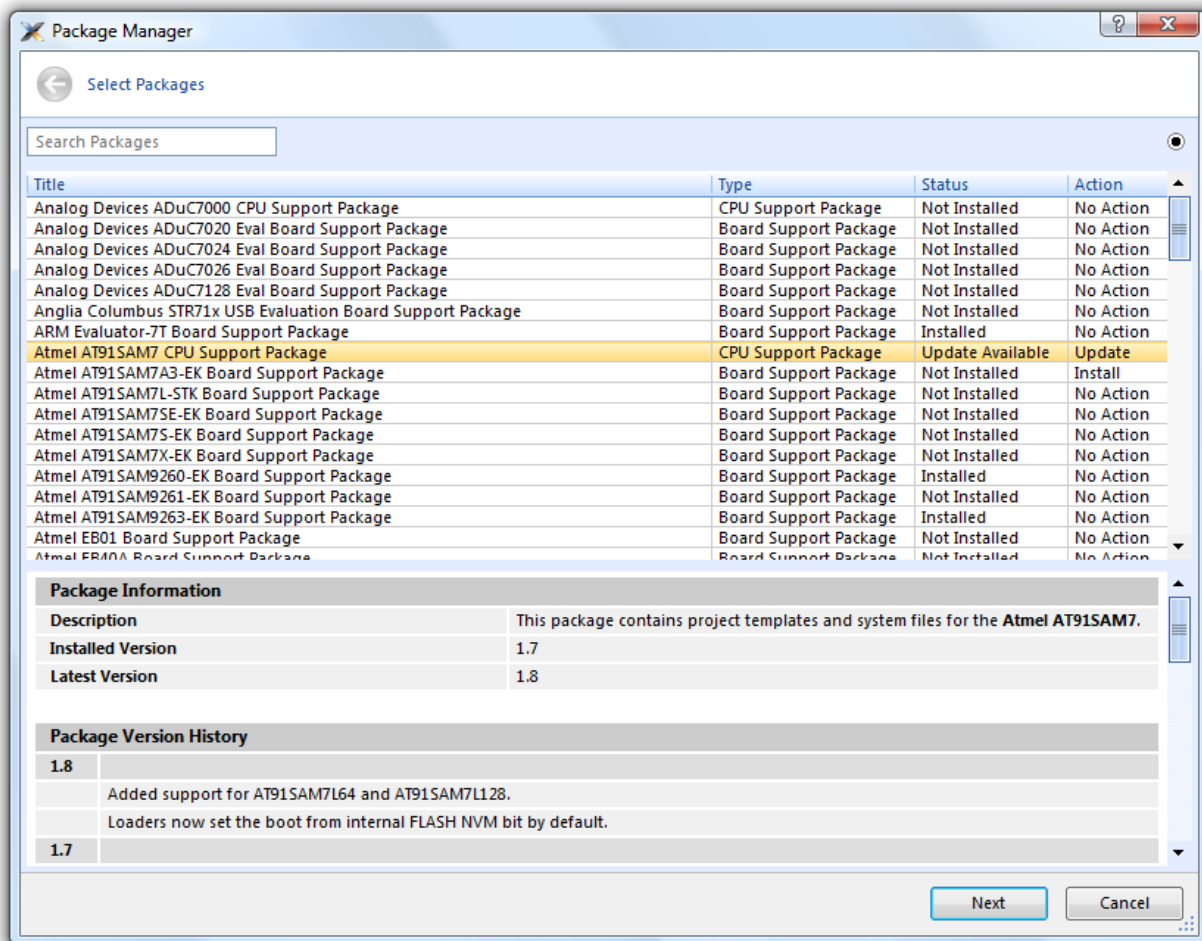 Package Manager
Select Packages
Search Packages
Title Type Status Action
Analog Devices ADuC7000 CPU Support Package CPU Support Package Not Installed No Action
Analog Devices ADuC7020 Eval Board Support Package Board Support Package Not Installed No Action
Analog Devices ADuC7024 Eval Board Support Package Board Support Package Not Installed No Action
Analog Devices ADuC7026 Eval Board Support Package Board Support Package Not Installed No Action
Analog Devices ADuC7128 Eval Board Support Package Board Support Package Not Installed No Action
Anglia Columbus STR71x USB Evaluation Board Support Package Board Support Package Not Installed No Action
ARM Evaluator-7T Board Support Package Board Support Package Installed No Action
Atmel AT91SAM7 CPU Support Package CPU Support Package Update Available Update
Atmel AT91SAM7A3-EK Board Support Package Board Support Package Not Installed Install
Atmel AT91SAM7L-STK Board Support Package Board Support Package Not Installed No Action
Atmel AT91SAM7SE-EK Board Support Package Board Support Package Not Installed No Action
Atmel AT91SAM7S-EK Board Support Package Board Support Package Not Installed No Action
Atmel AT91SAM7X-EK Board Support Package Board Support Package Not Installed No Action
Atmel AT91SAM9260-EK Board Support Package Board Support Package Installed No Action
Atmel AT91SAM9261-EK Board Support Package Board Support Package Not Installed No Action
Atmel AT91SAM9263-EK Board Support Package Board Support Package Installed No Action
Atmel EB01 Board Support Package Board Support Package Not Installed No Action
Atmel EB40A Board Support Package Board Support Package Not Installed No Action
Package Information
Description This package contains project templates and system files for the Atmel AT91SAM7.
Installed Version 1.7
Latest Version 1.8
Package Version History
1.8
Added support for AT91SAM7L64 and AT91SAM7L128.
Loaders now set the boot from internal FLASH NVM bit by default.
1.7
Next Cancel